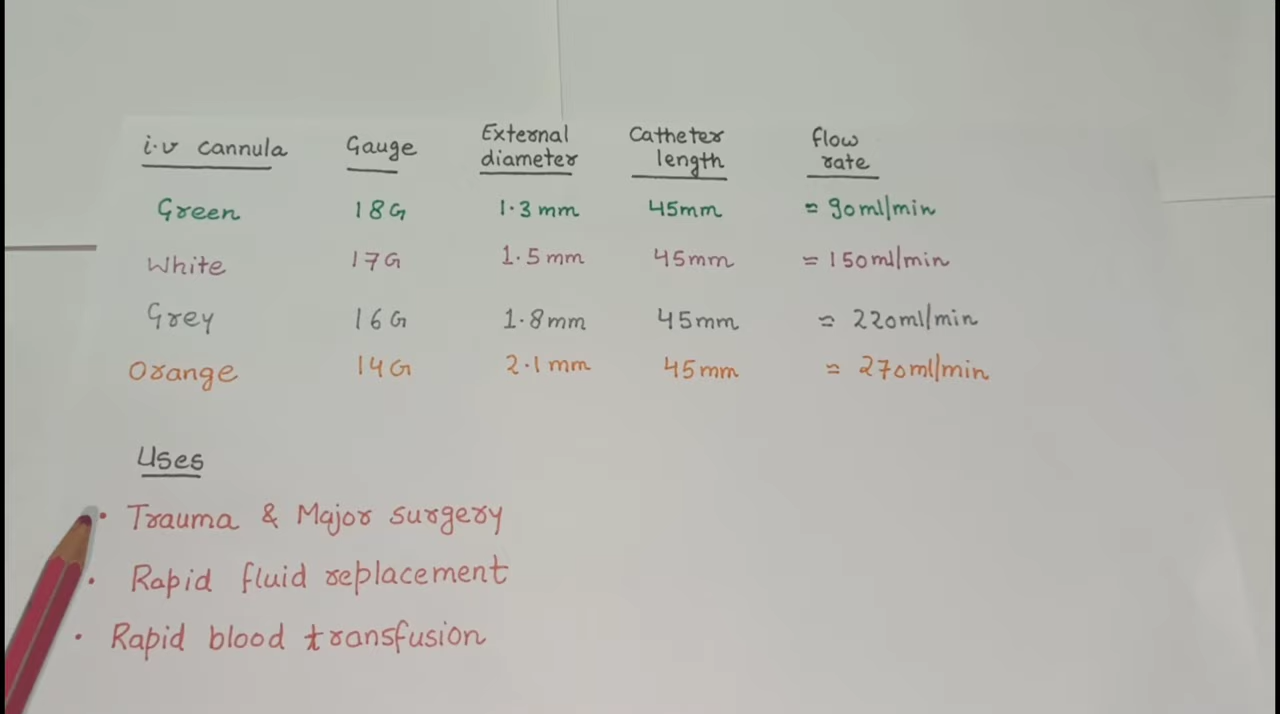 i.v cannula Gauge External diameter Catheter length flow rate
Green 18G 1.3mm 45mm ≈ 90ml/min
White 17G 1.5mm 45mm ≈ 150ml/min
Grey 16G 1.8mm 45mm ≈ 220ml/min
Orange 14G 2.1mm 45mm ≈ 270ml/min
Uses
• Trauma & Major surgery
• Rapid fluid replacement
• Rapid blood transfusion